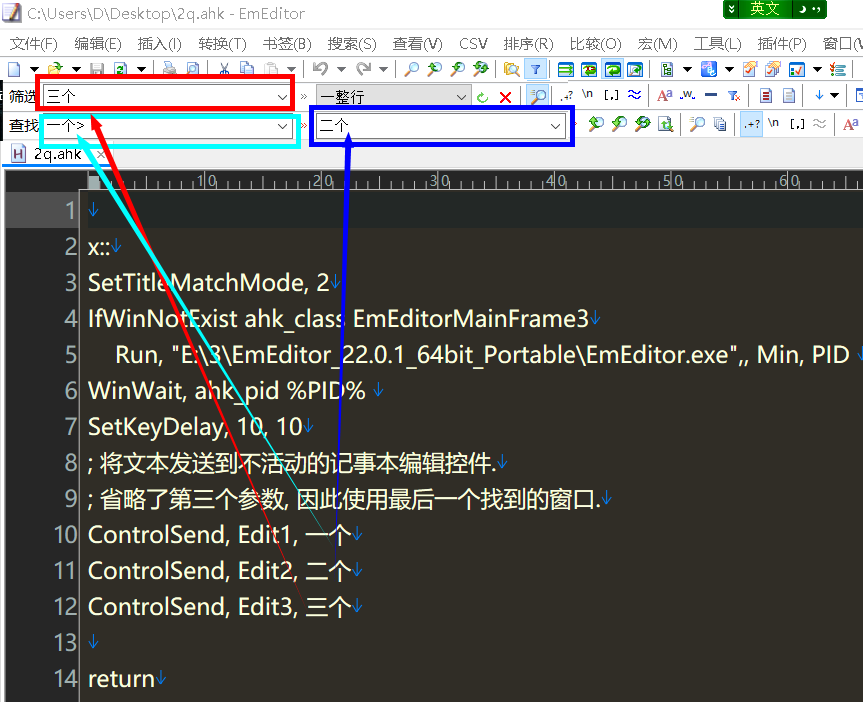 C:\Users\D\Desktop\2q.ahk - EmEditor
英文
文件(F) 编辑(E) 插入(I) 转换(T) 书签(B) 搜索(S) 查看(V) CSV 排序(R) 比较(O) 宏(M) 工具(L) 插件(P) 窗口(
筛选 三个 » 一整行
查找 一个> » 二个
2q.ahk
10 20 30 40 50 60
1
2 x::
3 SetTitleMatchMode, 2
4 IfWinNotExist ahk_class EmEditorMainFrame3
5 Run, "E:\3\EmEditor_22.0.1_64bit_Portable\EmEditor.exe",, Min, PID
6 WinWait, ahk_pid %PID%
7 SetKeyDelay, 10, 10
8 ; 将文本发送到不活动的记事本编辑控件.
9 ; 省略了第三个参数, 因此使用最后一个找到的窗口.
10 ControlSend, Edit1, 一个
11 ControlSend, Edit2, 二个
12 ControlSend, Edit3, 三个
13
14 return